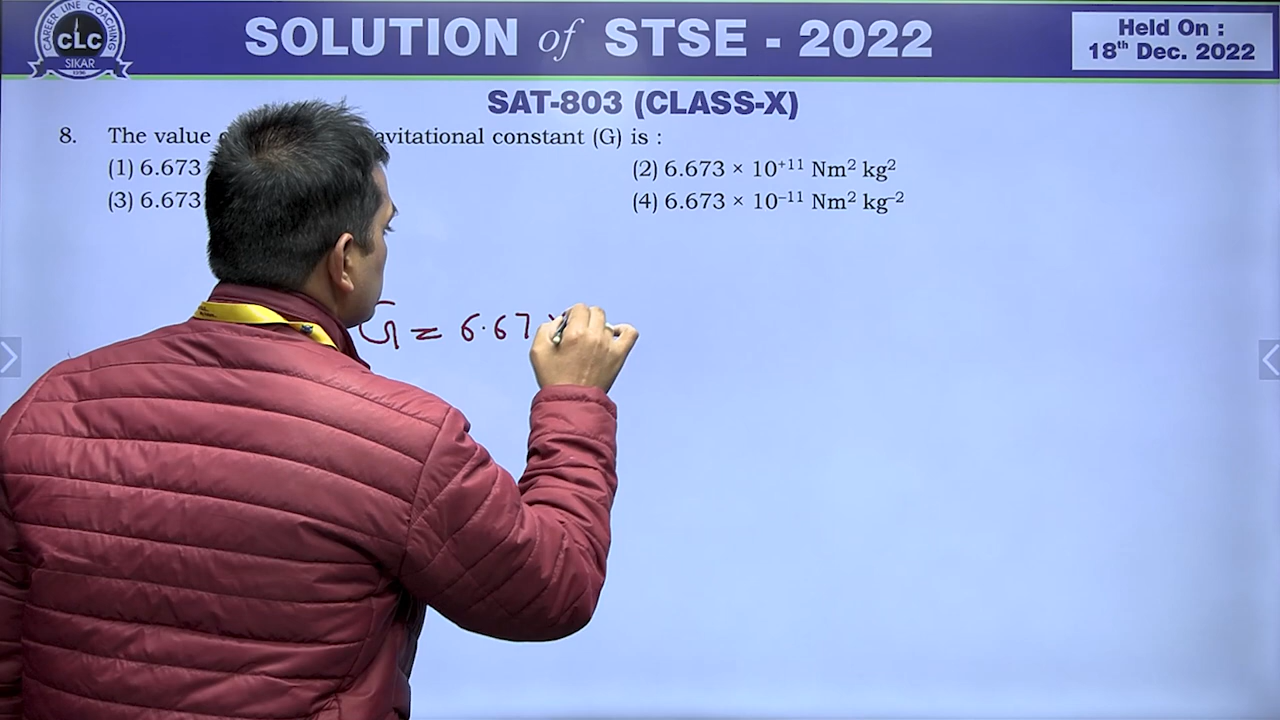 CAREER LINE COACHING
CLC
SIKAR
SOLUTION of STSE - 2022
Held On :
18th Dec. 2022
SAT-803 (CLASS-X)
8. The value avitational constant (G) is :
(1) 6.673 (2) 6.673 × 10⁺¹¹ Nm² kg²
(3) 6.673 (4) 6.673 × 10⁻¹¹ Nm² kg⁻²
G = 6.67